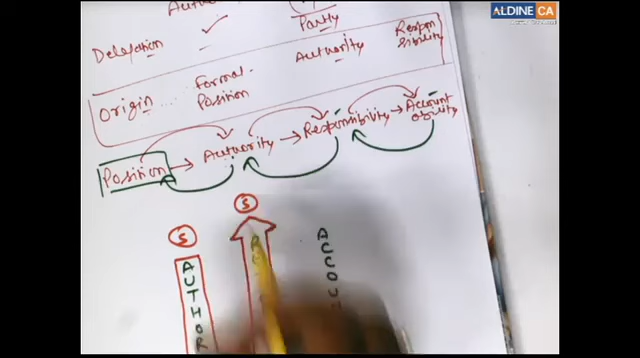 ALDINE CA
Delegation
Party
Authority
Respon
sibility
Origin
Formal
Position
Position → Authority → Responsibility → Account
ability
S
S
AUTHOR
ACCOU